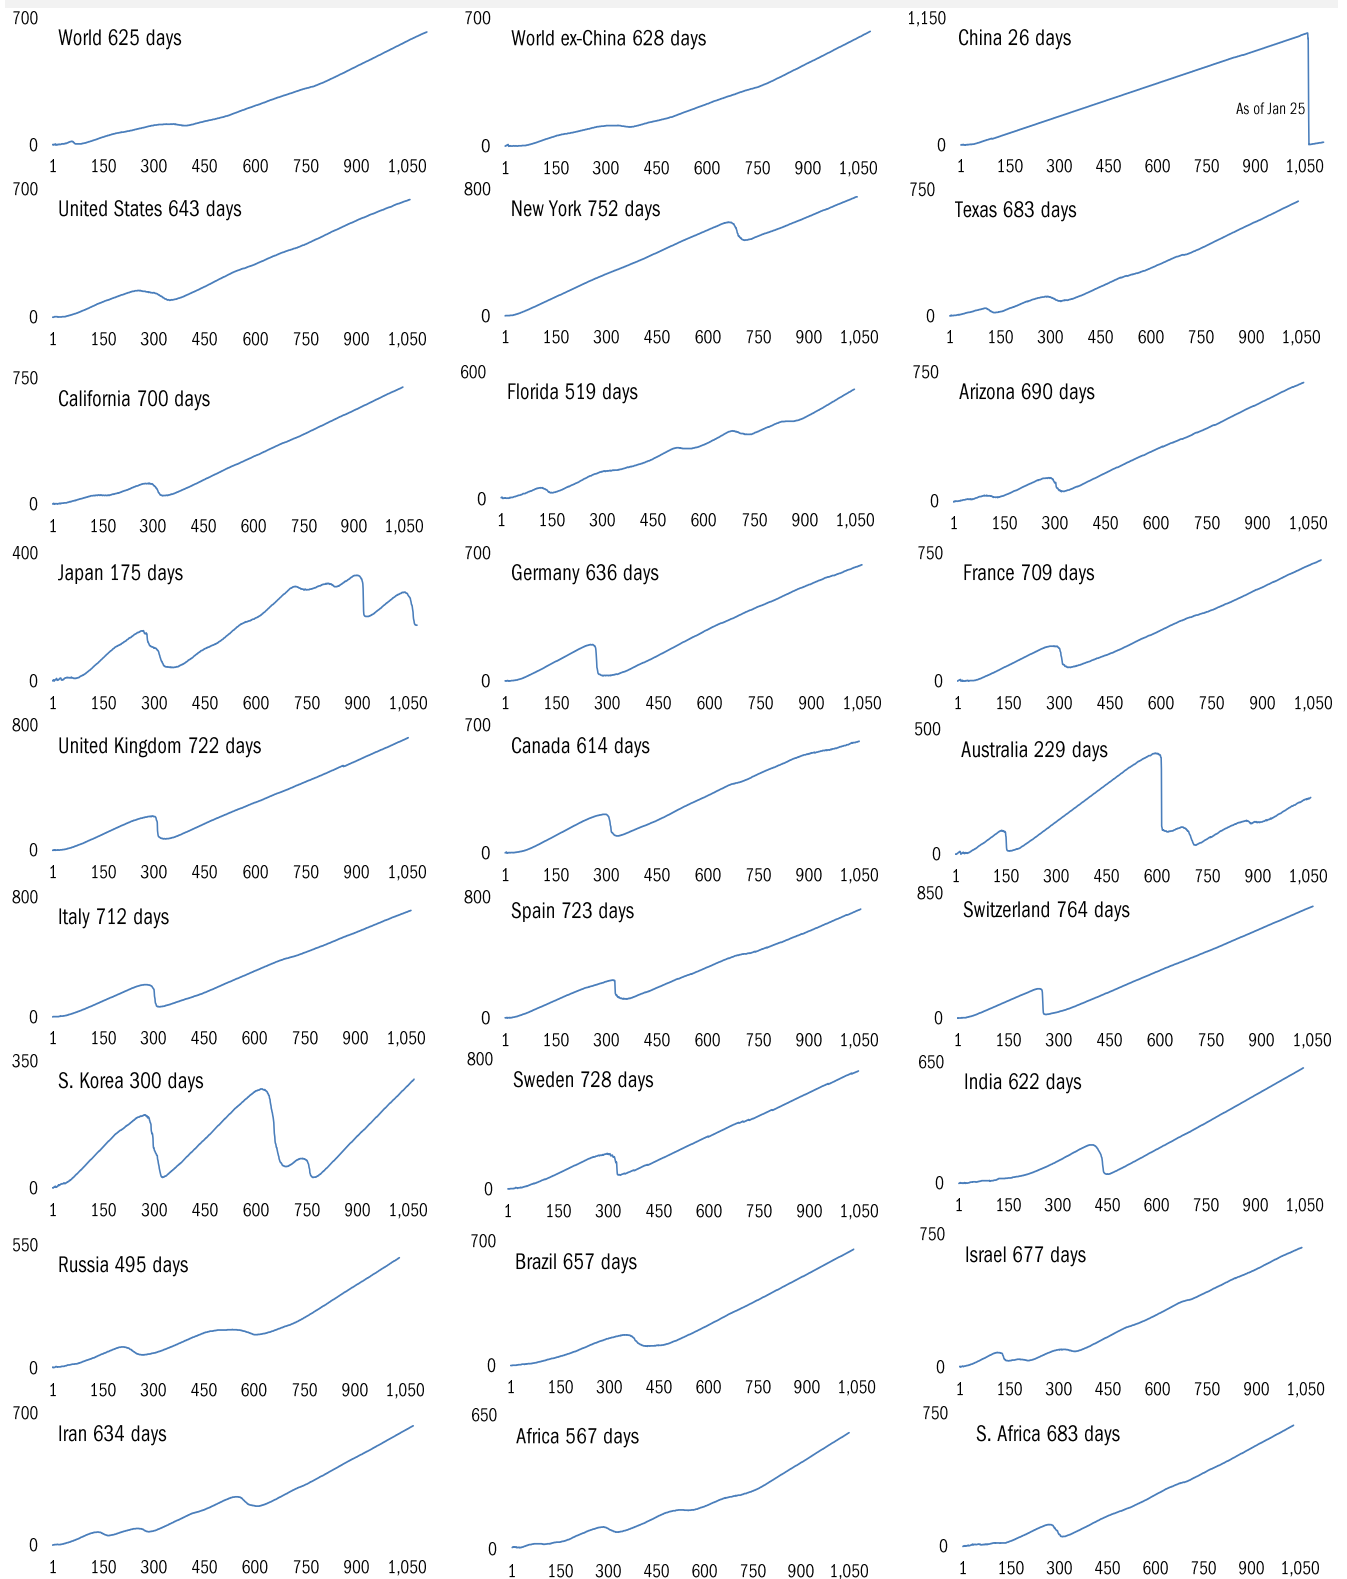 700 700 1,150
World 625 days World ex-China 628 days China 26 days
As of Jan 25
0 0 0
1 150 300 450 600 750 900 1,050 1 150 300 450 600 750 900 1,050 1 150 300 450 600 750 900 1,050
700 800 750
United States 643 days New York 752 days Texas 683 days
0 0 0
1 150 300 450 600 750 900 1,050 1 150 300 450 600 750 900 1,050 1 150 300 450 600 750 900 1,050
750 600 750
California 700 days Florida 519 days Arizona 690 days
0 0 0
1 150 300 450 600 750 900 1,050 1 150 300 450 600 750 900 1,050 1 150 300 450 600 750 900 1,050
400 700 750
Japan 175 days Germany 636 days France 709 days
0 0 0
1 150 300 450 600 750 900 1,050 1 150 300 450 600 750 900 1,050 1 150 300 450 600 750 900 1,050
800 700 500
United Kingdom 722 days Canada 614 days Australia 229 days
0 0 0
1 150 300 450 600 750 900 1,050 1 150 300 450 600 750 900 1,050 1 150 300 450 600 750 900 1,050
800 800 850
Italy 712 days Spain 723 days Switzerland 764 days
0 0 0
1 150 300 450 600 750 900 1,050 1 150 300 450 600 750 900 1,050 1 150 300 450 600 750 900 1,050
350 800 650
S. Korea 300 days Sweden 728 days India 622 days
0 0 0
1 150 300 450 600 750 900 1,050 1 150 300 450 600 750 900 1,050 1 150 300 450 600 750 900 1,050
550 700 750
Russia 495 days Brazil 657 days Israel 677 days
0 0 0
1 150 300 450 600 750 900 1,050 1 150 300 450 600 750 900 1,050 1 150 300 450 600 750 900 1,050
700 650 750
Iran 634 days Africa 567 days S. Africa 683 days
0 0 0
1 150 300 450 600 750 900 1,050 1 150 300 450 600 750 900 1,050 1 150 300 450 600 750 900 1,050